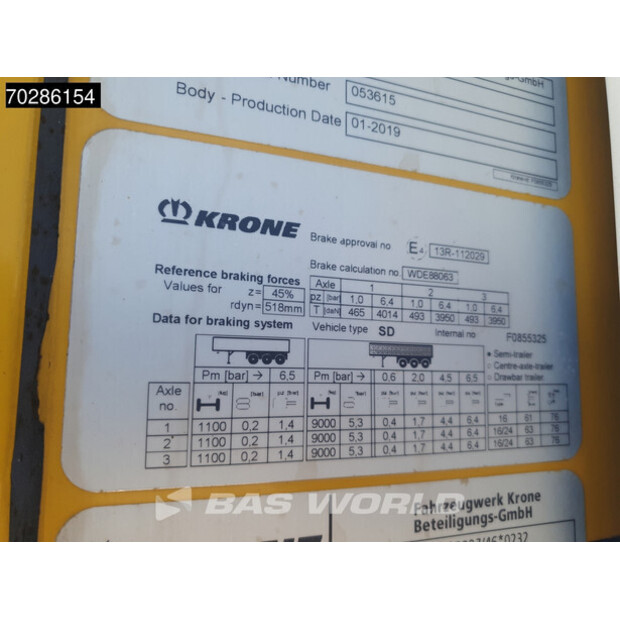 70286154
Number
053615
Body - Production Date
01-2019
KRONE
Brake approval no E4 13R-112029
Brake calculation no WDE88063
Reference braking forces
Values for z= 45%
rdyn= 518mm
Axle 1 2 3
pz [bar] 1,0 6,4 1,0 6,4 1,0 6,4
T [daN] 465 4014 493 3950 493 3950
Data for braking system
Vehicle type SD
Internal no F0855325
Semi-trailer
Centre-axle-trailer
Drawbar trailer
Pm [bar] → 6,5 Pm [bar] → 0,6 2,0 4,5 6,5
Axle no.
1 1100 0,2 1,4 9000 5,3 0,4 1,7 4,4 6,4 16 61 76
2 1100 0,2 1,4 9000 5,3 0,4 1,7 4,4 6,4 16/24 63 76
3 1100 0,2 1,4 9000 5,3 0,4 1,7 4,4 6,4 16/24 63 76
BAS WORLD
Fahrzeugwerk Krone
Beteiligungs-GmbH
/46*0232